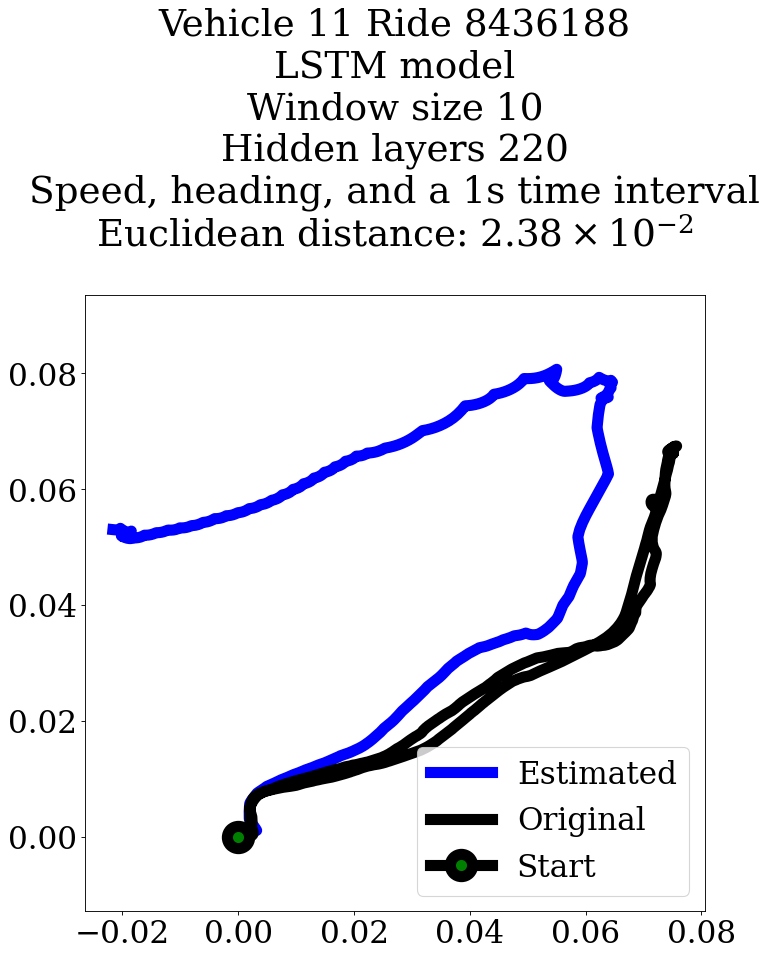 Vehicle 11 Ride 8436188
LSTM model
Window size 10
Hidden layers 220
Speed, heading, and a 1s time interval
Euclidean distance: 2.38 × 10⁻²
0.08
0.06
0.04
0.02
0.00
Estimated
Original
Start
−0.02 0.00 0.02 0.04 0.06 0.08